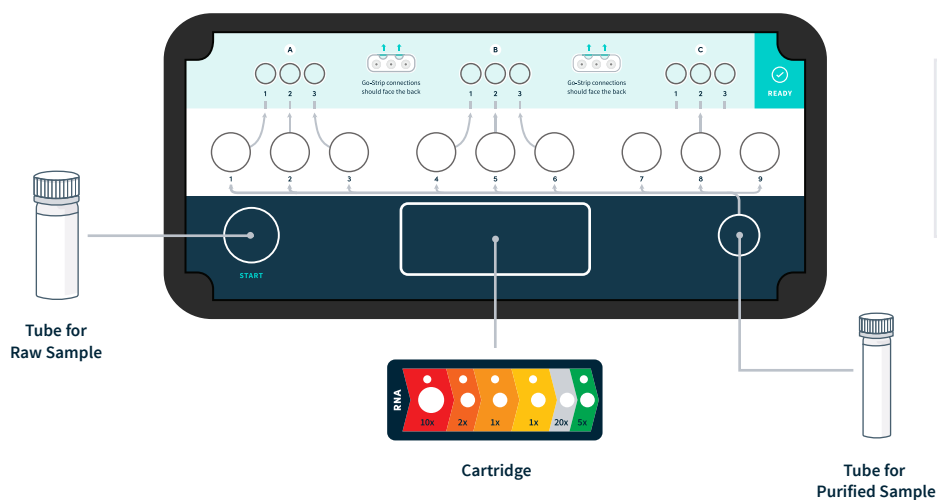 A
B
C
1 2 3
Go-Strip connections
should face the back
1 2 3
Go-Strip connections
should face the back
1 2 3
READY
1 2 3 4 5 6 7 8 9
START
Tube for
Raw Sample
RNA
10x 2x 1x 1x 20x 5x
Cartridge
Tube for
Purified Sample